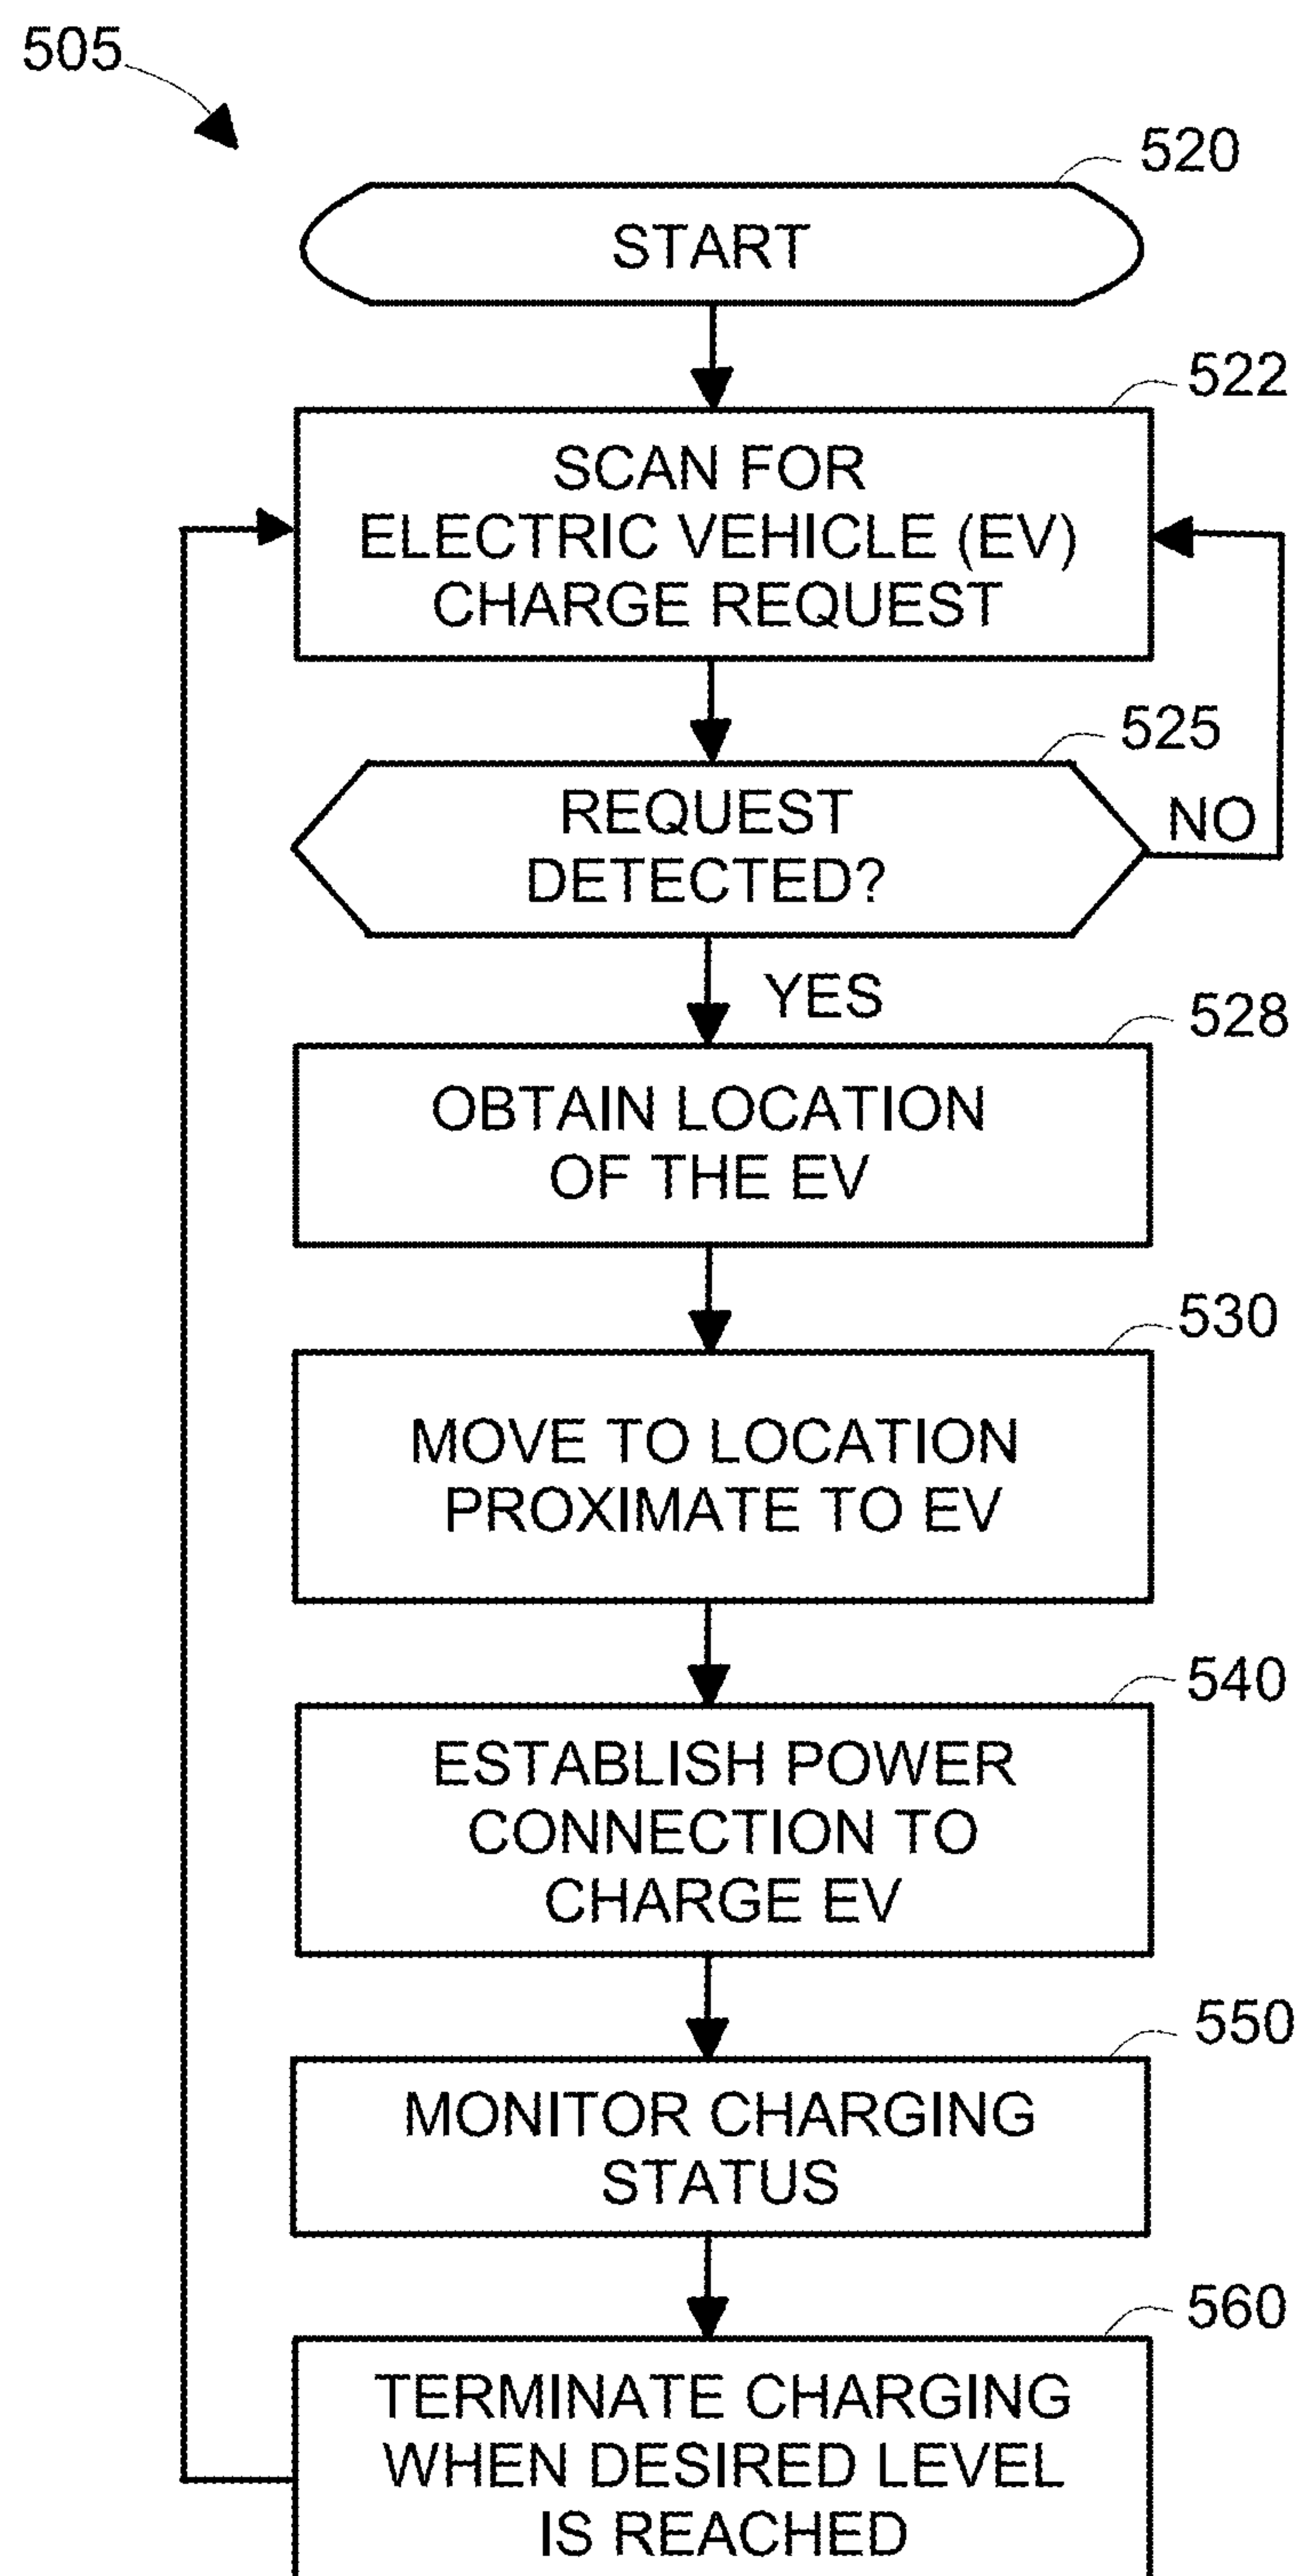 505
520
START
522
SCAN FOR
ELECTRIC VEHICLE (EV)
CHARGE REQUEST
525
REQUEST
DETECTED?
NO
YES
528
OBTAIN LOCATION
OF THE EV
530
MOVE TO LOCATION
PROXIMATE TO EV
540
ESTABLISH POWER
CONNECTION TO
CHARGE EV
550
MONITOR CHARGING
STATUS
560
TERMINATE CHARGING
WHEN DESIRED LEVEL
IS REACHED